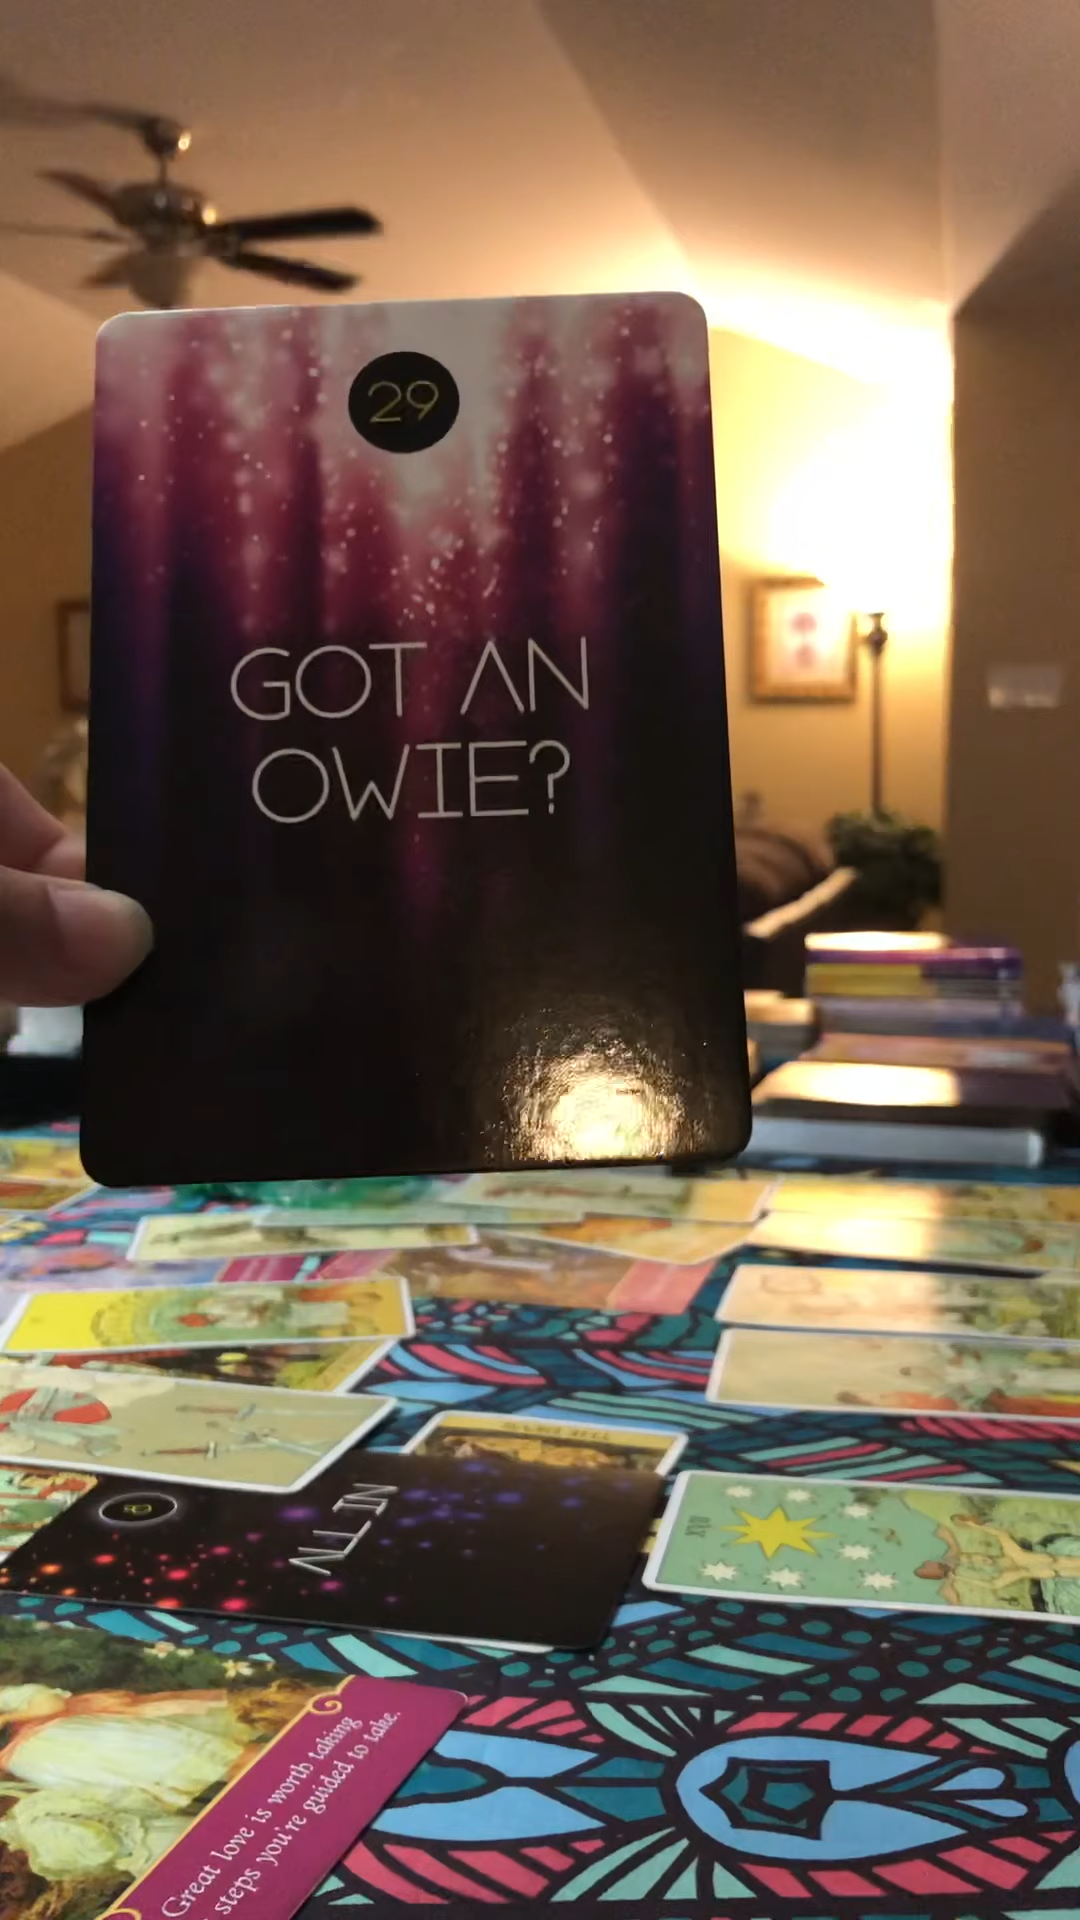 29
GOT AN
OWIE?
ALL IN
Great love is worth taking
steps you're guided to take.